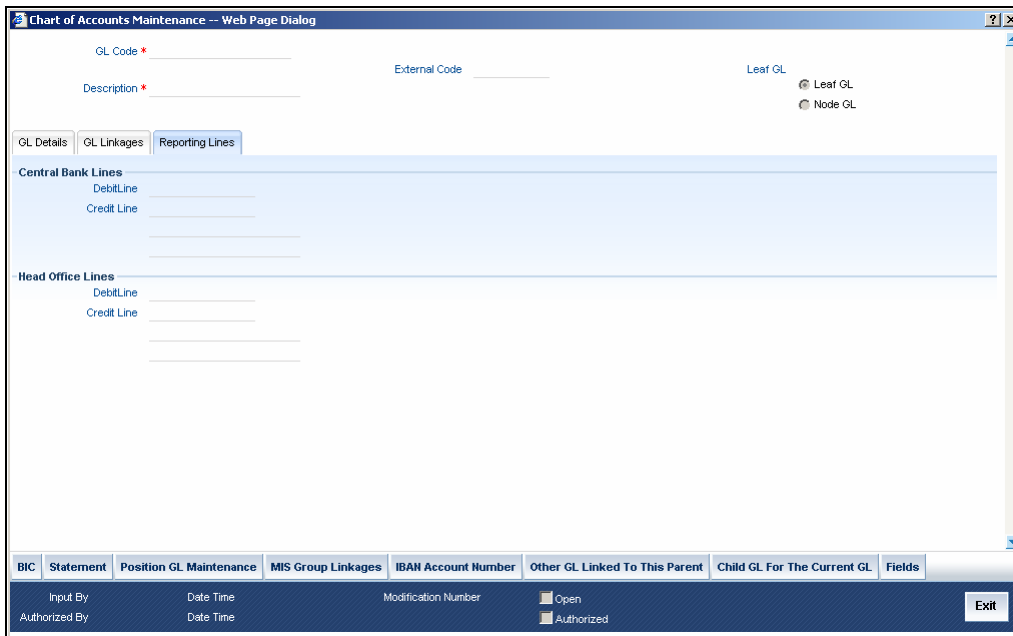 Chart of Accounts Maintenance -- Web Page Dialog
GL Code *
External Code
Leaf GL
Leaf GL
Description *
Node GL
GL Details GL Linkages Reporting Lines
Central Bank Lines
DebitLine
Credit Line
Head Office Lines
DebitLine
Credit Line
BIC Statement Position GL Maintenance MIS Group Linkages IBAN Account Number Other GL Linked To This Parent Child GL For The Current GL Fields
Input By Date Time Modification Number Open
Authorized By Date Time Authorized
Exit